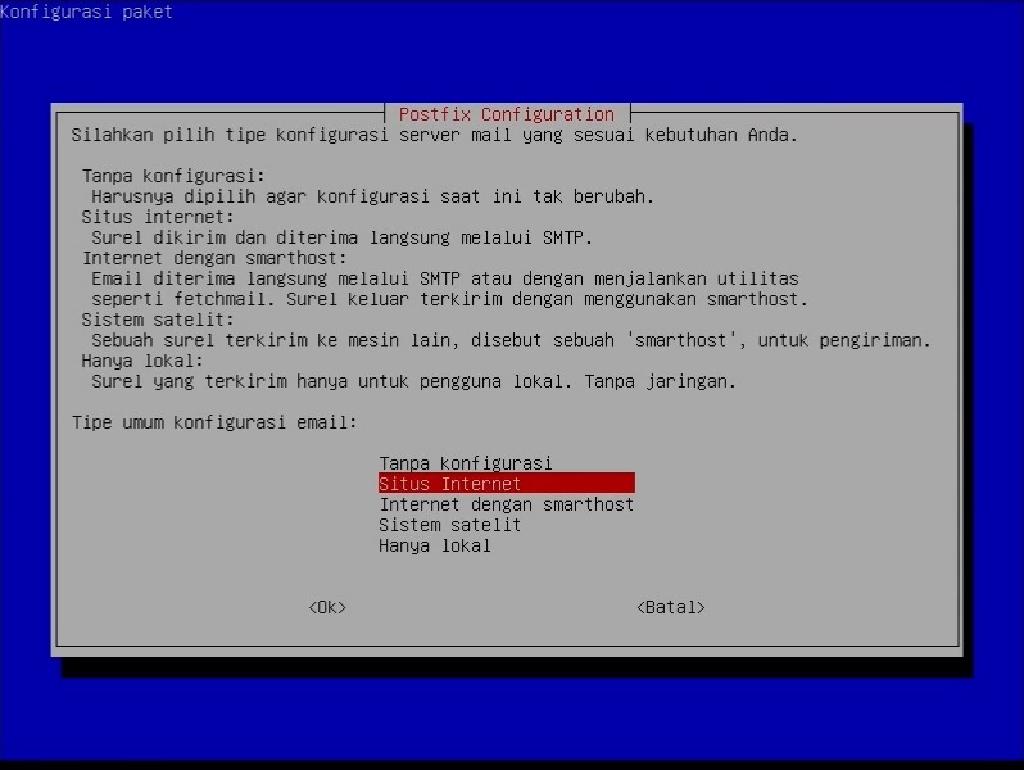 Konfigurasi paket
Postfix Configuration
Silahkan pilih tipe konfigurasi server mail yang sesuai kebutuhan Anda.
Tanpa konfigurasi:
Harusnya dipilih agar konfigurasi saat ini tak berubah.
Situs internet:
Surel dikirim dan diterima langsung melalui SMTP.
Internet dengan smarthost:
Email diterima langsung melalui SMTP atau dengan menjalankan utilitas
seperti fetchmail. Surel keluar terkirim dengan menggunakan smarthost.
Sistem satelit:
Sebuah surel terkirim ke mesin lain, disebut sebuah 'smarthost', untuk pengiriman.
Hanya lokal:
Surel yang terkirim hanya untuk pengguna lokal. Tanpa jaringan.
Tipe umum konfigurasi email:
Tanpa konfigurasi
Situs Internet
Internet dengan smarthost
Sistem satelit
Hanya lokal
<Ok> <Batal>